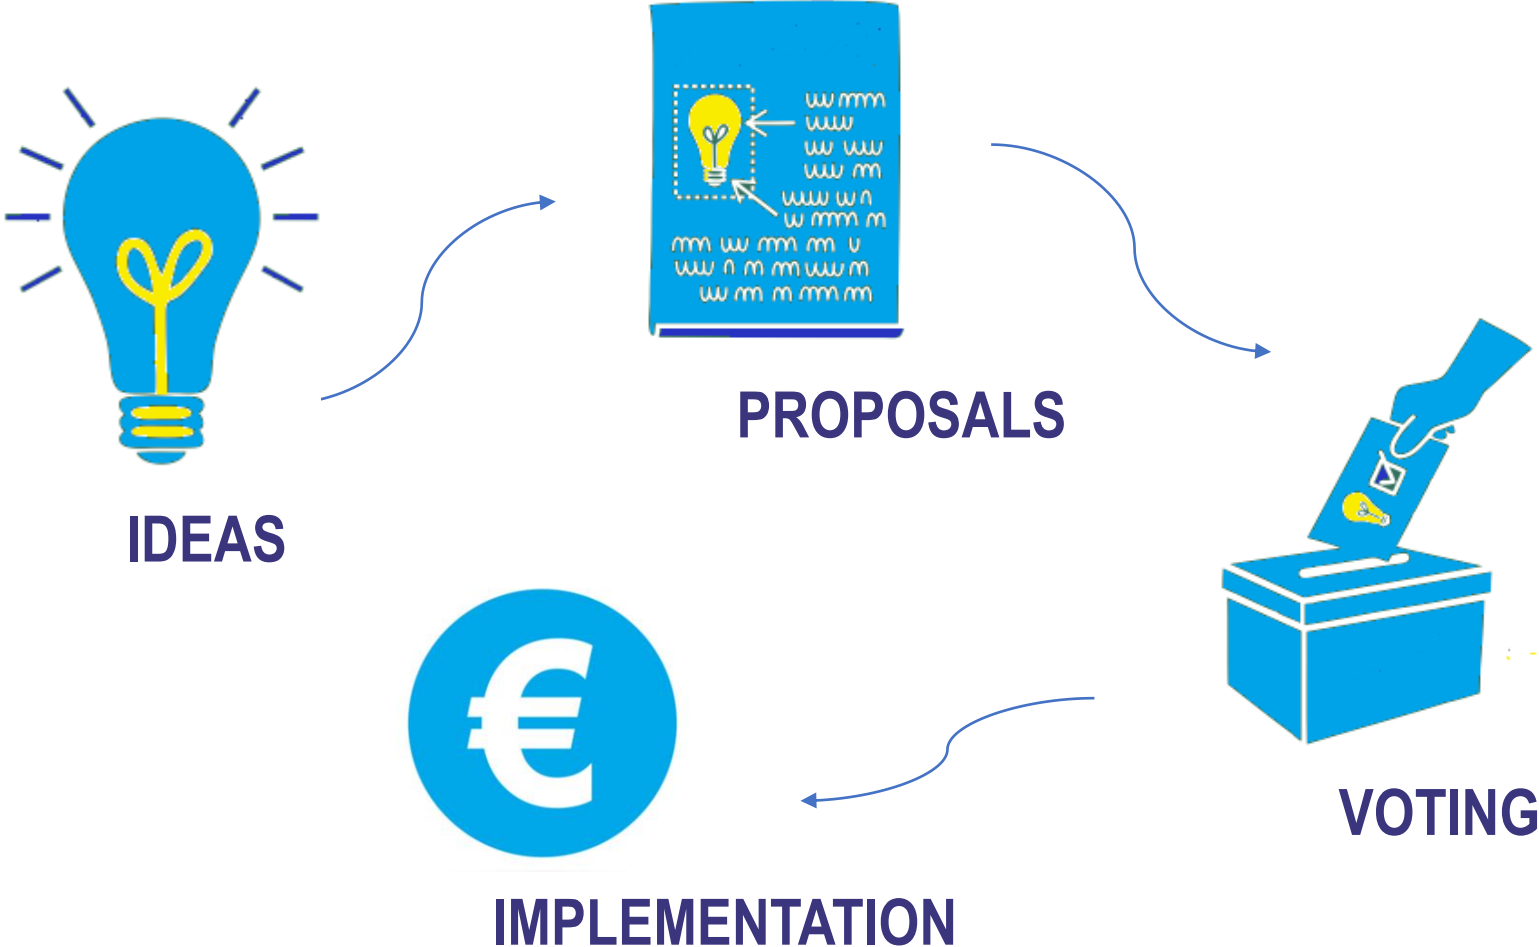 IDEAS
PROPOSALS
VOTING
€
IMPLEMENTATION